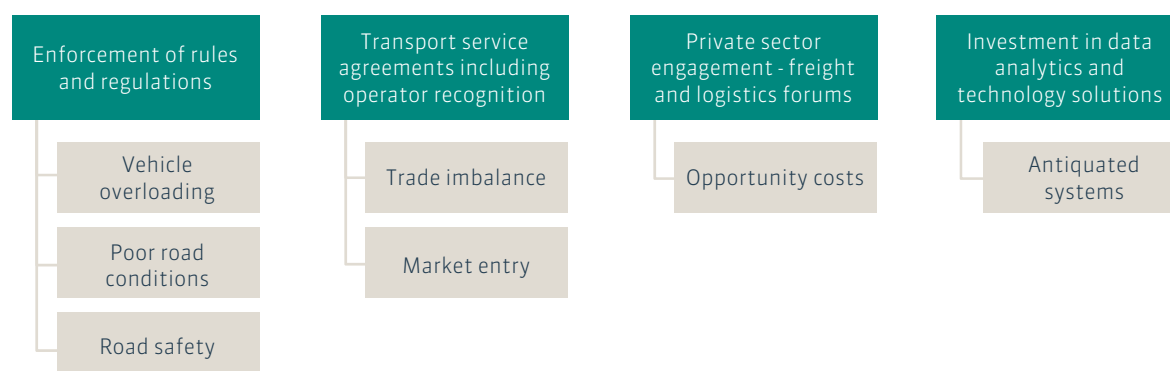 Enforcement of rules
and regulations
Vehicle
overloading
Poor road
conditions
Road safety
Transport service
agreements including
operator recognition
Trade imbalance
Market entry
Private sector
engagement - freight
and logistics forums
Opportunity costs
Investment in data
analytics and
technology solutions
Antiquated
systems